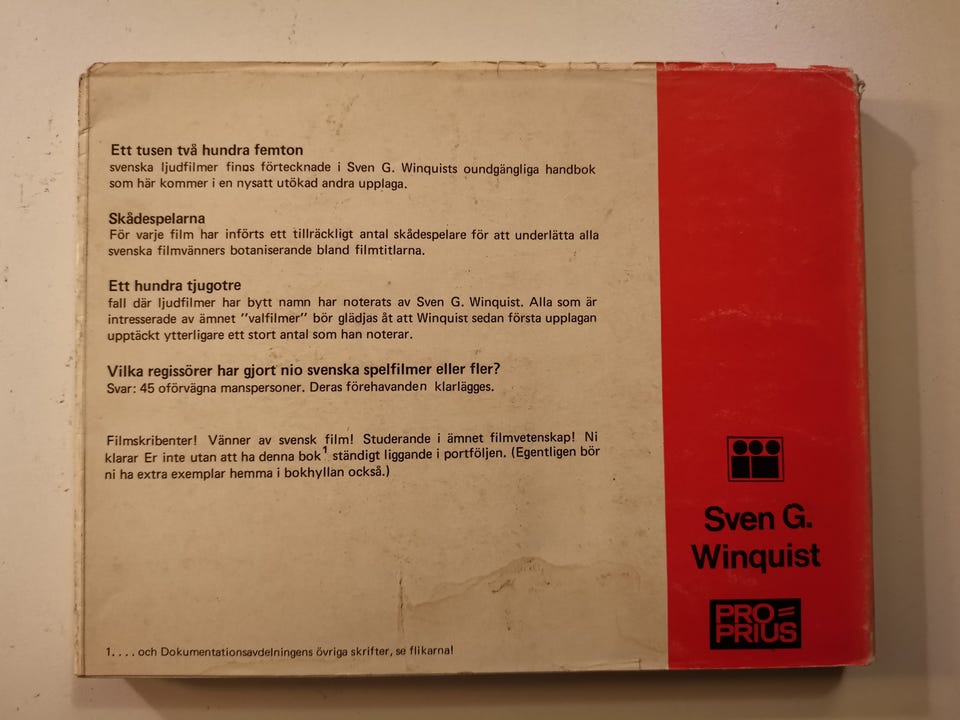 Ett tusen två hundra femton
svenska ljudfilmer finns förtecknade i Sven G. Winquists oundgängliga handbok
som här kommer i en nysatt utökad andra upplaga.
Skådespelarna
För varje film har införts ett tillräckligt antal skådespelare för att underlätta alla
svenska filmvänners botaniserande bland filmtitlarna.
Ett hundra tjugotre
fall där ljudfilmer har bytt namn har noterats av Sven G. Winquist. Alla som är
intresserade av ämnet "valfilmer" bör glädjas åt att Winquist sedan första upplagan
upptäckt ytterligare ett stort antal som han noterar.
Vilka regissörer har gjort nio svenska spelfilmer eller fler?
Svar: 45 oförvägna manspersoner. Deras förehavanden klarlägges.
Filmskribenter! Vänner av svensk film! Studerande i ämnet filmvetenskap! Ni
klarar Er inte utan att ha denna bok¹ ständigt liggande i portföljen. (Egentligen bör
ni ha extra exemplar hemma i bokhyllan också.)
1. . . . och Dokumentationsavdelningens övriga skrifter, se flikarna!
Sven G.
Winquist
PRO=
PRIUS